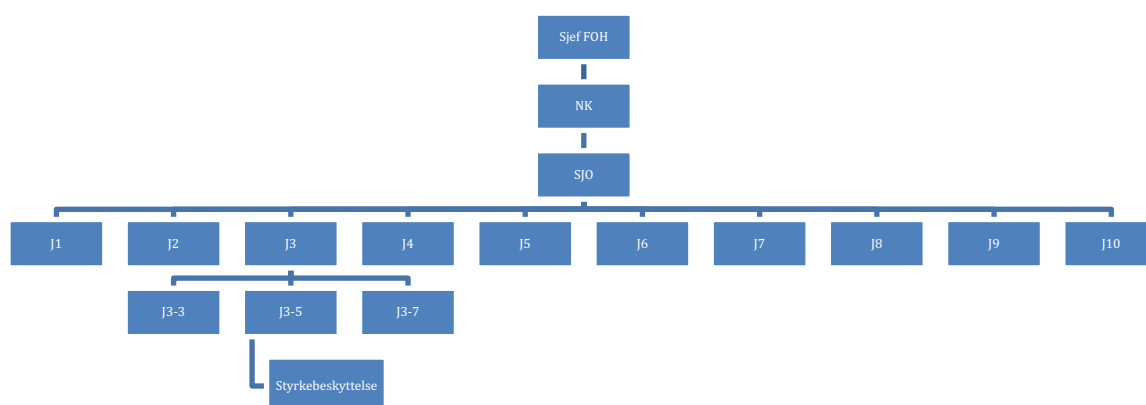 Sjef FOH
NK
SJO
J1 J2 J3 J4 J5 J6 J7 J8 J9 J10
J3-3 J3-5 J3-7
Styrkebeskyttelse